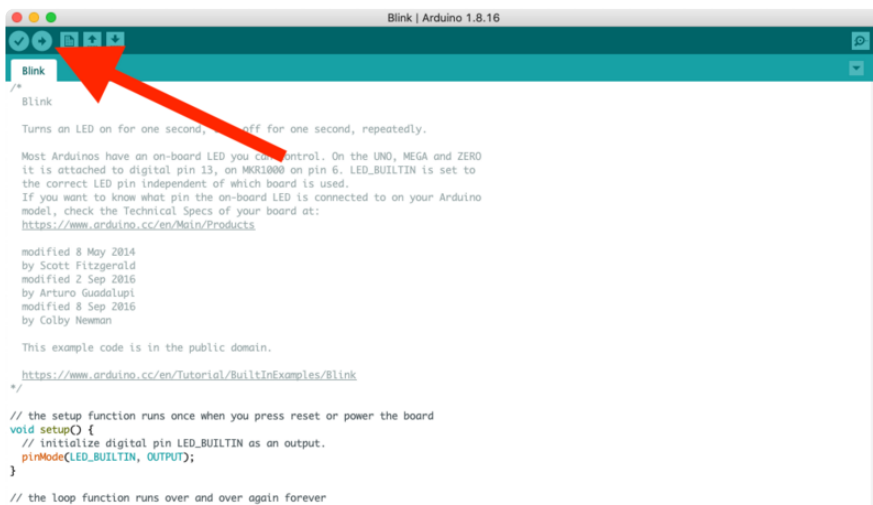 Blink | Arduino 1.8.16
Blink
/*
Blink
Turns an LED on for one second, off for one second, repeatedly.
Most Arduinos have an on-board LED you can control. On the UNO, MEGA and ZERO
it is attached to digital pin 13, on MKR1000 on pin 6. LED_BUILTIN is set to
the correct LED pin independent of which board is used.
If you want to know what pin the on-board LED is connected to on your Arduino
model, check the Technical Specs of your board at:
https://www.arduino.cc/en/Main/Products
modified 8 May 2014
by Scott Fitzgerald
modified 2 Sep 2016
by Arturo Guadalupi
modified 8 Sep 2016
by Colby Newman
This example code is in the public domain.
https://www.arduino.cc/en/Tutorial/BuiltInExamples/Blink
*/
// the setup function runs once when you press reset or power the board
void setup() {
// initialize digital pin LED_BUILTIN as an output.
pinMode(LED_BUILTIN, OUTPUT);
}
// the loop function runs over and over again forever